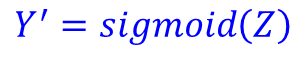 Y′ = sigmoid(Z)